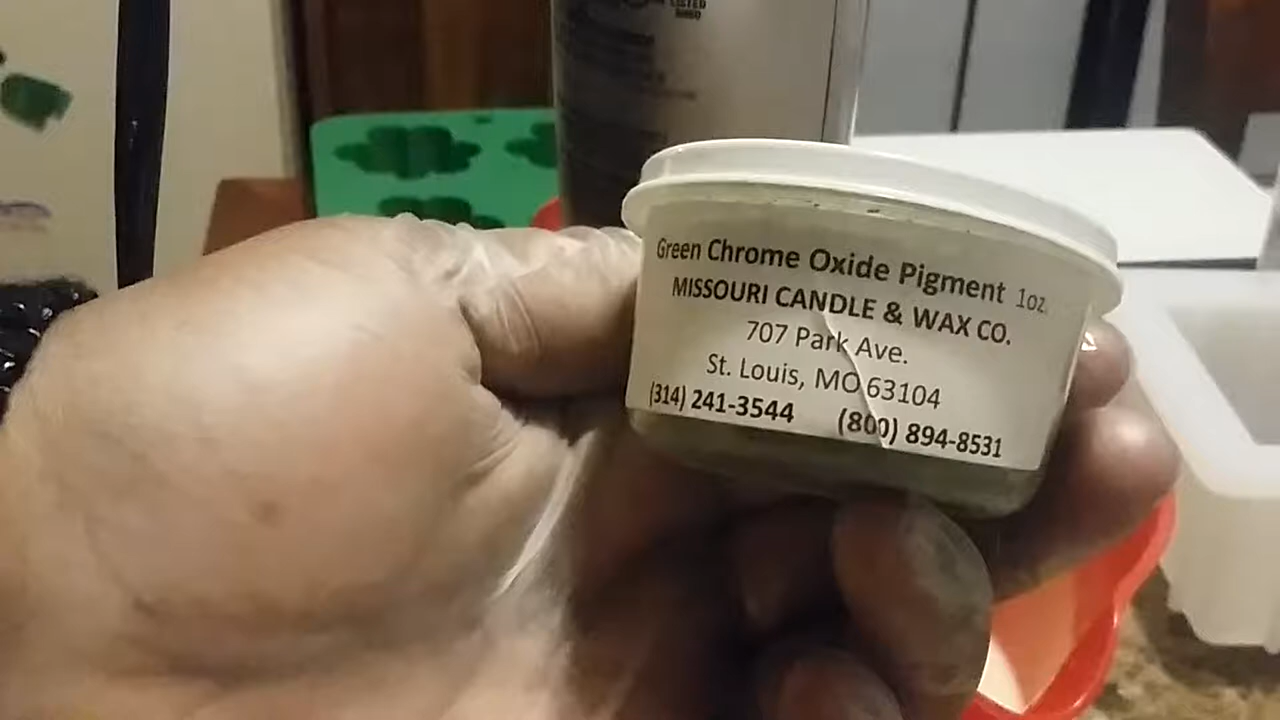 LISTED
Green Chrome Oxide Pigment 1oz.
MISSOURI CANDLE & WAX CO.
707 Park Ave.
St. Louis, MO 63104
(314) 241-3544 (800) 894-8531